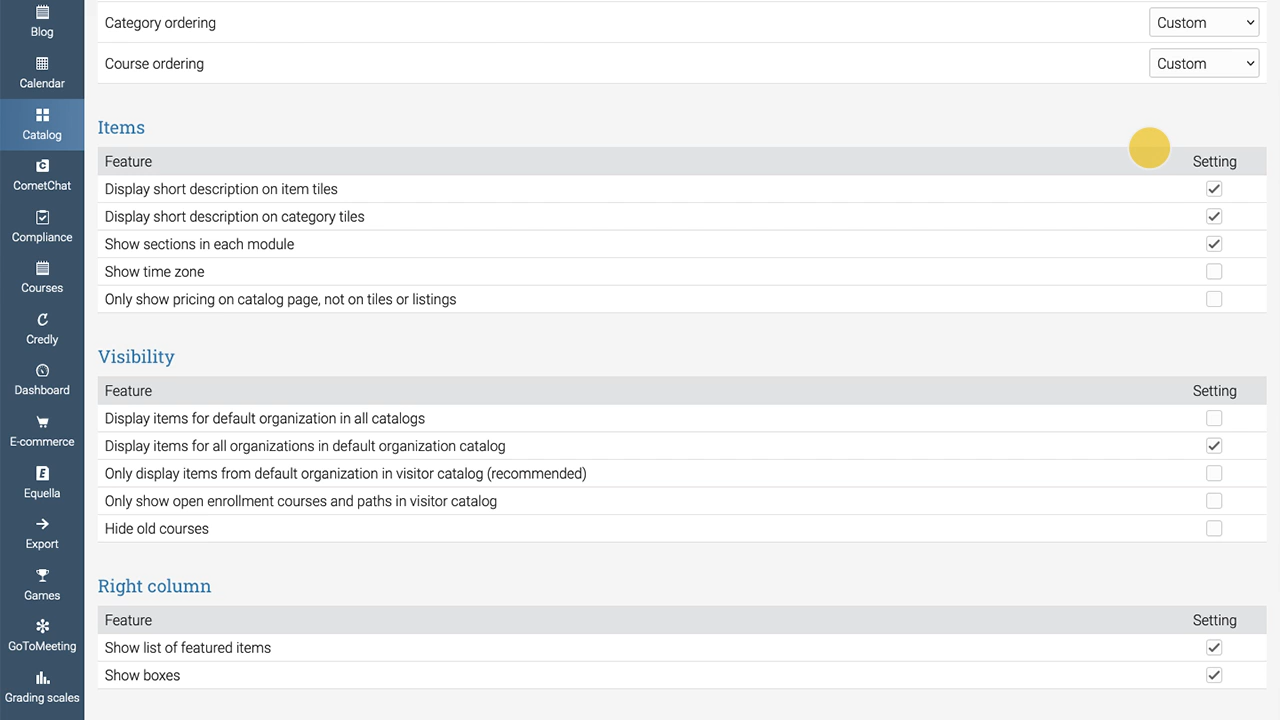 Blog
Calendar
Catalog
CometChat
Compliance
Courses
Credly
Dashboard
E-commerce
Equella
Export
Games
GoToMeeting
Grading scales
Category ordering Custom
Course ordering Custom
Items
Feature Setting
Display short description on item tiles
Display short description on category tiles
Show sections in each module
Show time zone
Only show pricing on catalog page, not on tiles or listings
Visibility
Feature Setting
Display items for default organization in all catalogs
Display items for all organizations in default organization catalog
Only display items from default organization in visitor catalog (recommended)
Only show open enrollment courses and paths in visitor catalog
Hide old courses
Right column
Feature Setting
Show list of featured items
Show boxes